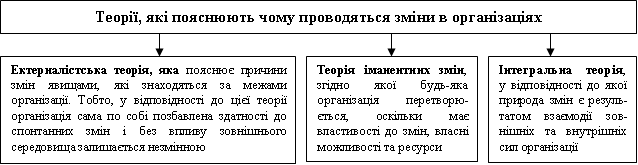 Теорії, які пояснюють чому проводяться зміни в організаціях
Ектерналістська теорія, яка пояснює причини
змін явищами, які знаходяться за межами
організації. Тобто, у відповідності до цієї теорії
організація сама по собі позбавлена здатності до
спонтанних змін і без впливу зовнішнього
середовища залишається незмінною
Теорія іманентних змін,
згідно якої будь-яка
організація перетворю-
ється, оскільки має
властивості до змін, власні
можливості та ресурси
Інтегральна теорія,
у відповідності до якої
природа змін є резуль-
татом взаємодії зов-
нішніх та внутрішніх
сил організації